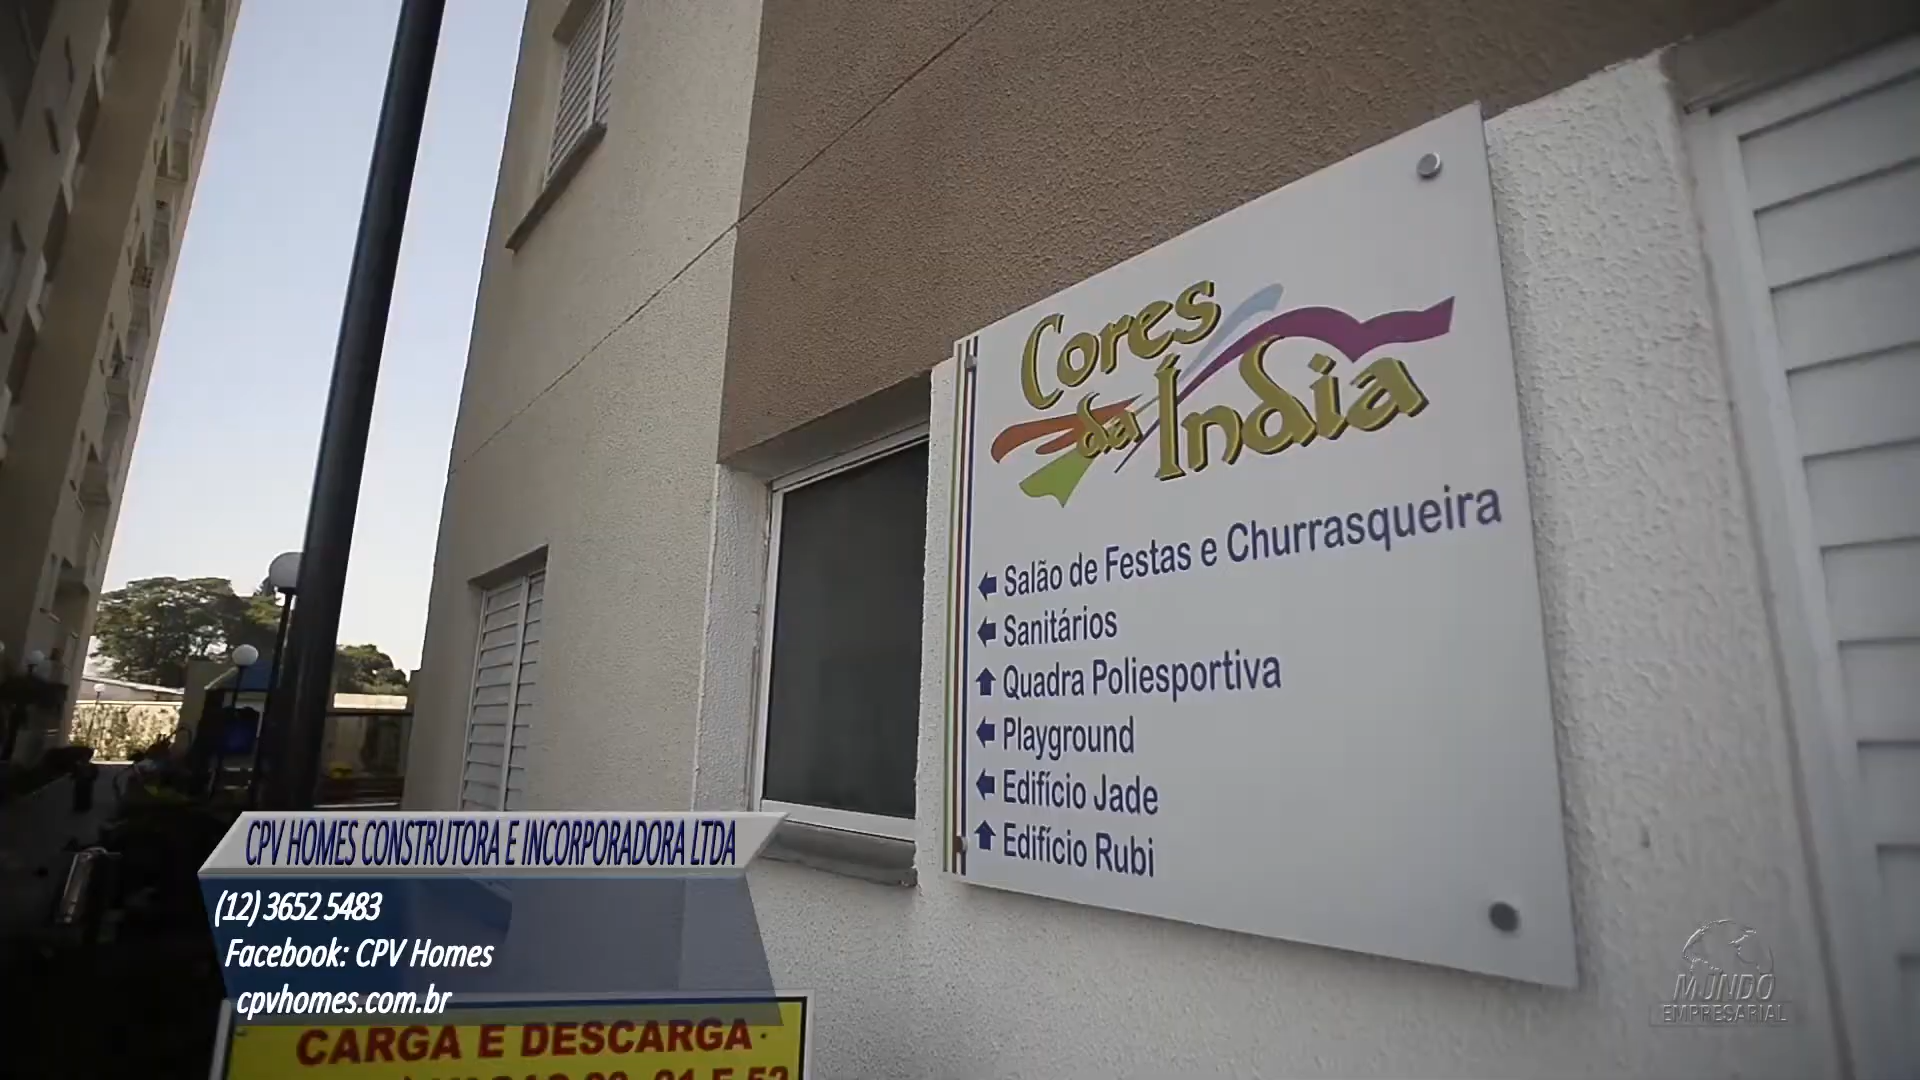 Cores
da Índia
Salão de Festas e Churrasqueira
Sanitários
Quadra Poliesportiva
Playground
Edifício Jade
Edifício Rubi
CPV HOMES CONSTRUTORA E INCORPORADORA LTDA
(12) 3652 5483
Facebook: CPV Homes
cpvhomes.com.br
CARGA E DESCARGA
MUNDO
EMPRESARIAL